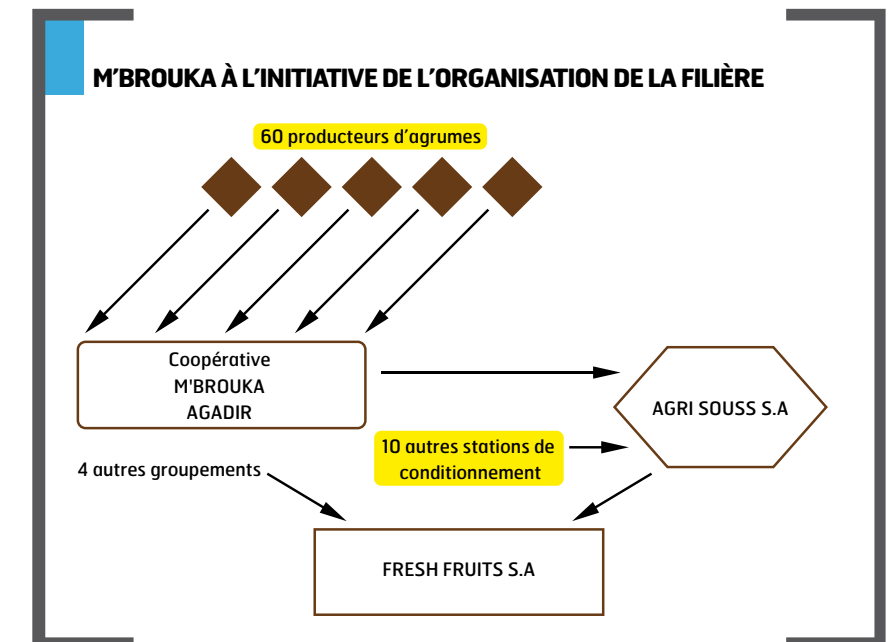 M'BROUKA À L'INITIATIVE DE L'ORGANISATION DE LA FILIÈRE
60 producteurs d'agrumes
Coopérative
M'BROUKA
AGADIR
AGRI SOUSS S.A
10 autres stations de
conditionnement
4 autres groupements
FRESH FRUITS S.A